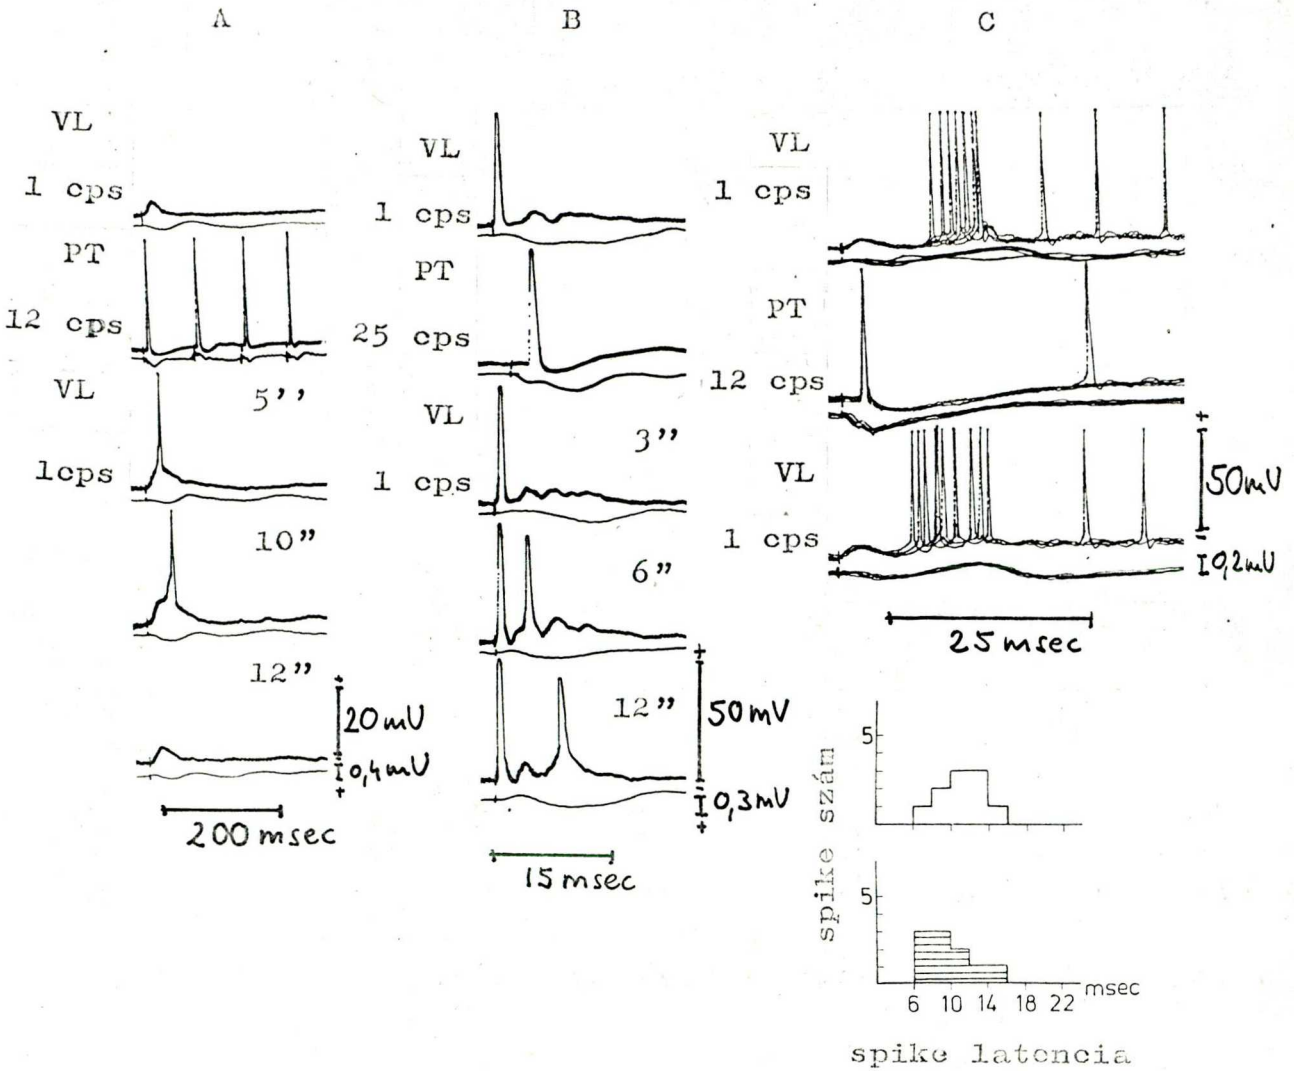 A
VL
1 cps
PT
12 cps
VL
5’’
1cps
10”
12”
+
20mV
-
0,4mV
+
200 msec
B
VL
1 cps
PT
25 cps
VL
3”
1 cps
6”
12”
+
50mV
-
0,3mV
+
15 msec
C
VL
1 cps
PT
12 cps
VL
1 cps
+
50mV
-
0,2mV
25 msec
5
5
spike szám
6 10 14 18 22
msec
spike latencia